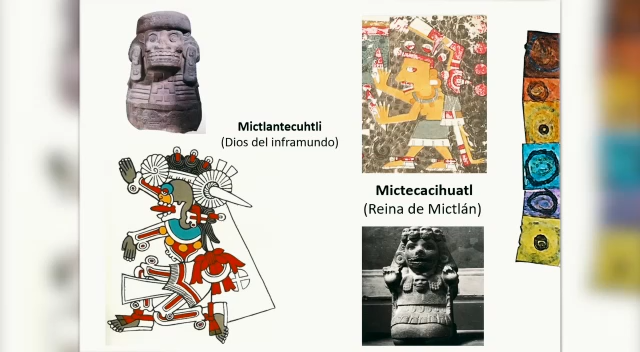 Mictlantecuhtli
(Dios del inframundo)
Mictecacihuatl
(Reina de Mictlán)